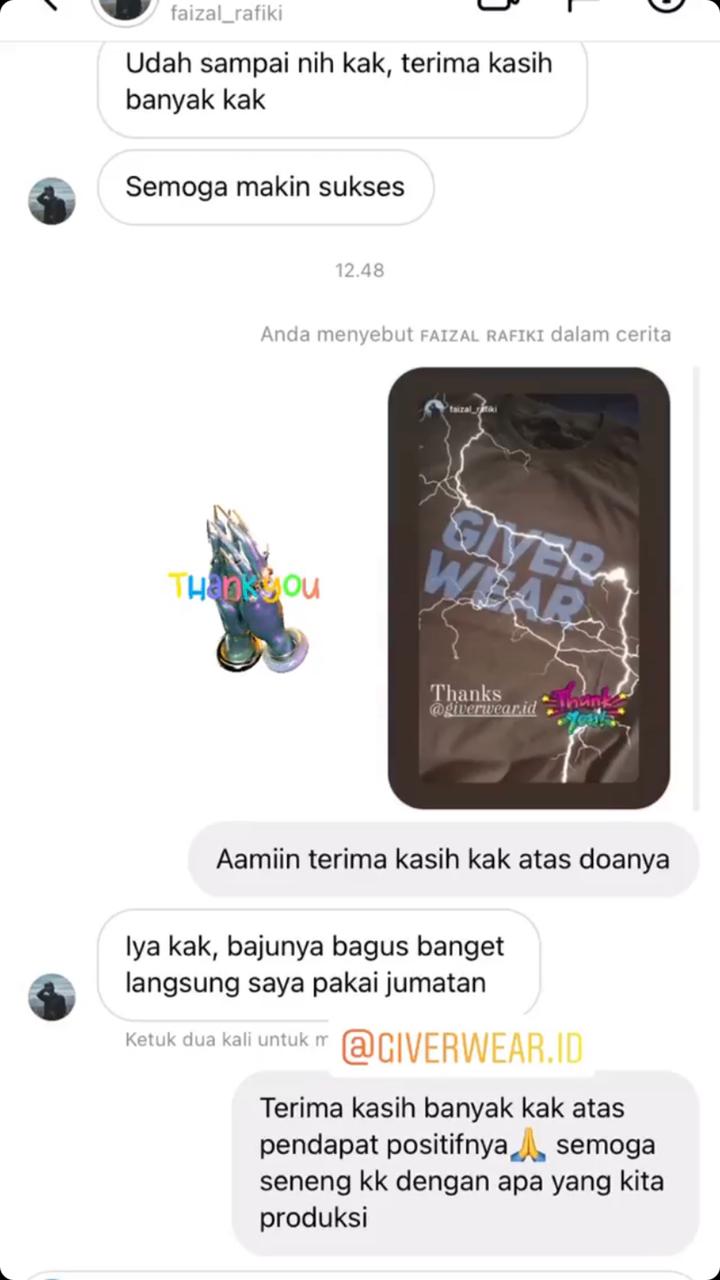 faizal_rafiki
Udah sampai nih kak, terima kasih
banyak kak
Semoga makin sukses
12.48
Anda menyebut ꜰᴀɪᴢᴀʟ ʀᴀꜰɪᴋɪ dalam cerita
faizal_rafiki
GIVER
WEAR
Thankyou
Thanks
@giverwear.id
Thank
You!
Aamiin terima kasih kak atas doanya
Iya kak, bajunya bagus banget
langsung saya pakai jumatan
Ketuk dua kali untuk
@GIVERWEAR.ID
Terima kasih banyak kak atas
pendapat positifnya🙏 semoga
seneng kk dengan apa yang kita
produksi